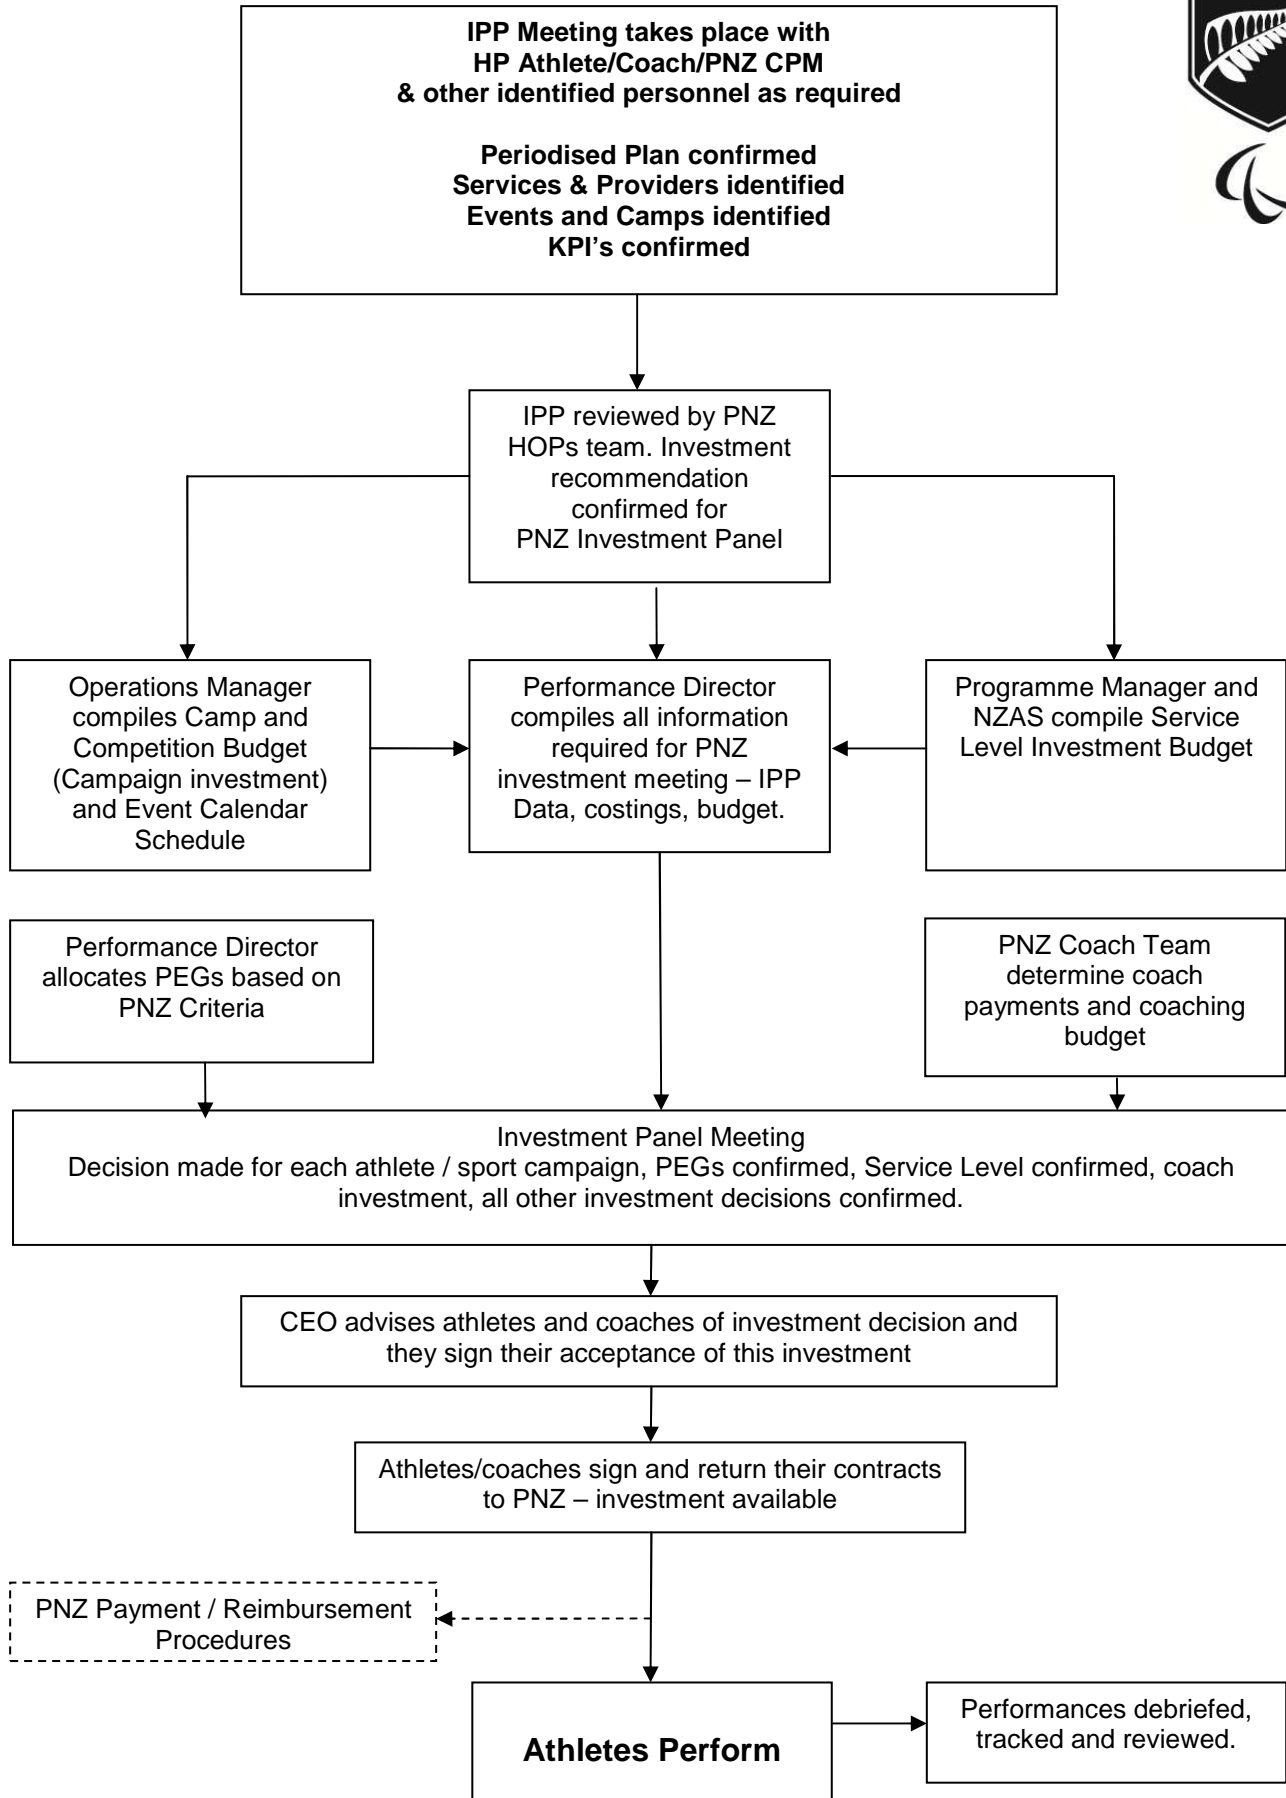 IPP Meeting takes place with
HP Athlete/Coach/PNZ CPM
& other identified personnel as required
Periodised Plan confirmed
Services & Providers identified
Events and Camps identified
KPI's confirmed
IPP reviewed by PNZ
HOPs team. Investment
recommendation
confirmed for
PNZ Investment Panel
Operations Manager
compiles Camp and
Competition Budget
(Campaign investment)
and Event Calendar
Schedule
Performance Director
compiles all information
required for PNZ
investment meeting – IPP
Data, costings, budget.
Programme Manager and
NZAS compile Service
Level Investment Budget
Performance Director
allocates PEGs based on
PNZ Criteria
PNZ Coach Team
determine coach
payments and coaching
budget
Investment Panel Meeting
Decision made for each athlete / sport campaign, PEGs confirmed, Service Level confirmed, coach
investment, all other investment decisions confirmed.
CEO advises athletes and coaches of investment decision and
they sign their acceptance of this investment
Athletes/coaches sign and return their contracts
to PNZ – investment available
PNZ Payment / Reimbursement
Procedures
Athletes Perform
Performances debriefed,
tracked and reviewed.